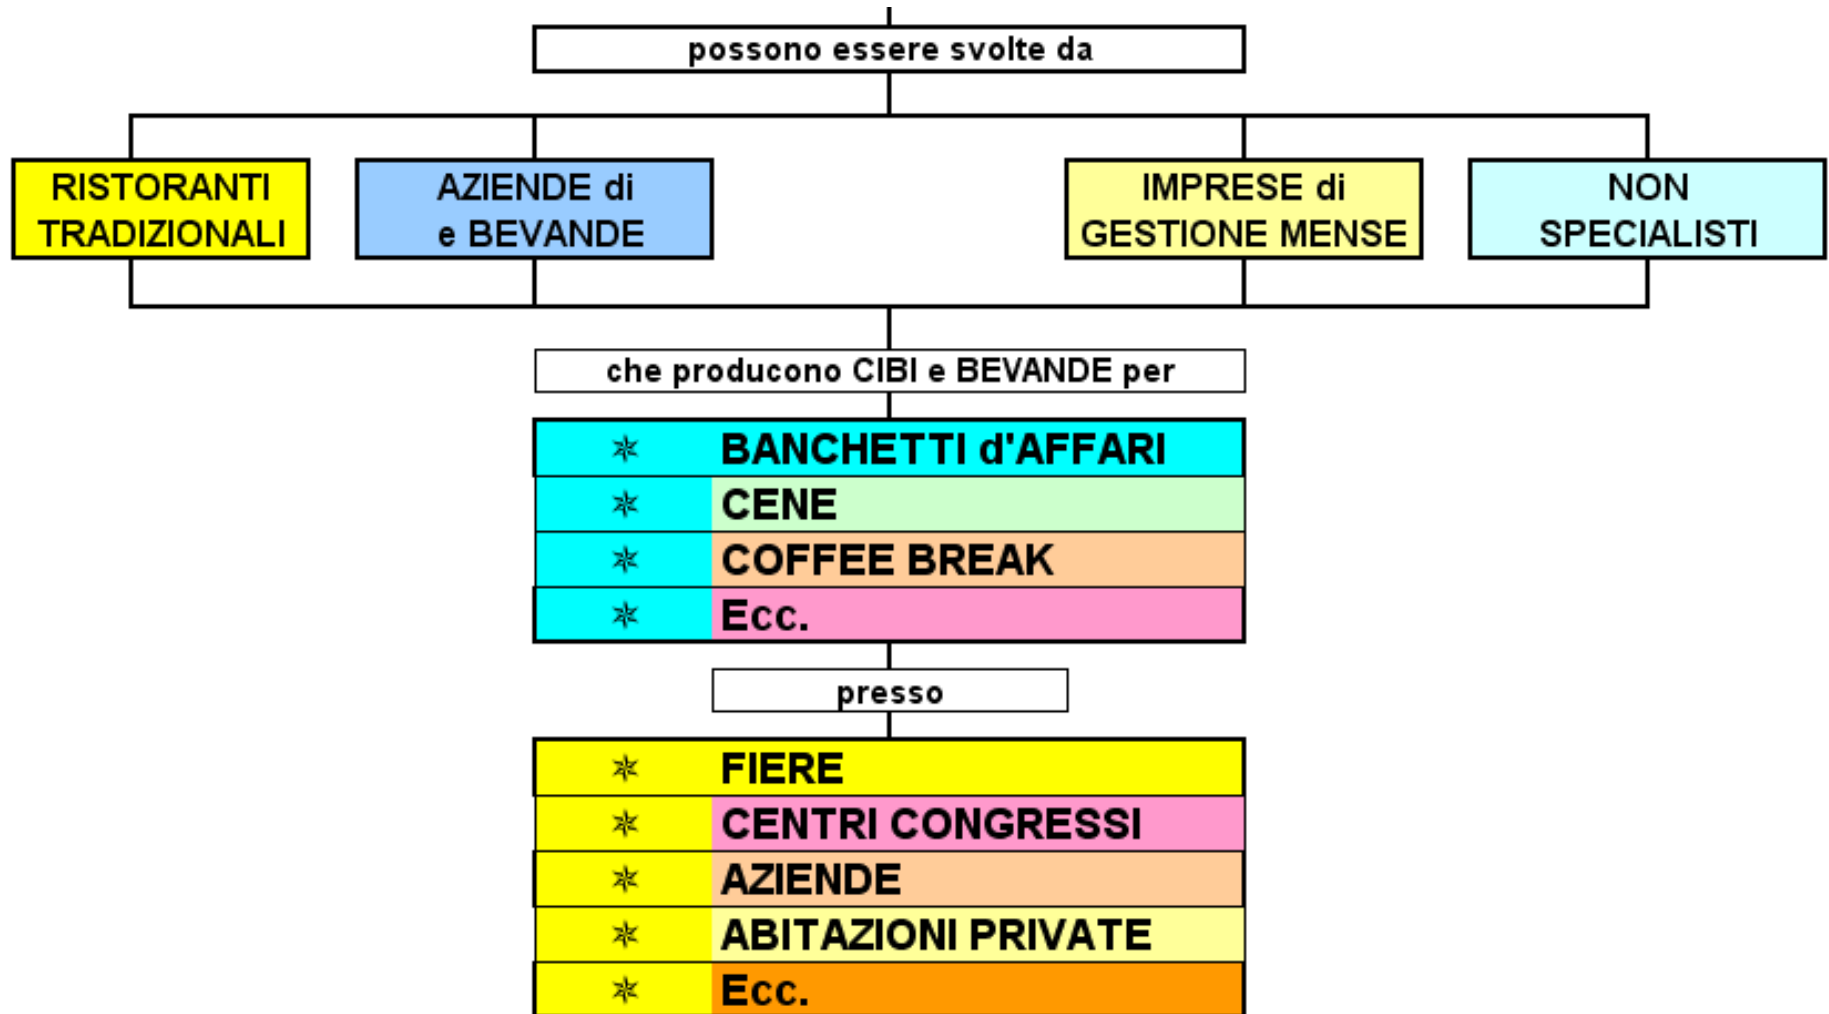 possono essere svolte da
RISTORANTI
TRADIZIONALI
AZIENDE di
e BEVANDE
IMPRESE di
GESTIONE MENSE
NON
SPECIALISTI
che producono CIBI e BEVANDE per
✶ BANCHETTI d'AFFARI
✶ CENE
✶ COFFEE BREAK
✶ Ecc.
presso
✶ FIERE
✶ CENTRI CONGRESSI
✶ AZIENDE
✶ ABITAZIONI PRIVATE
✶ Ecc.